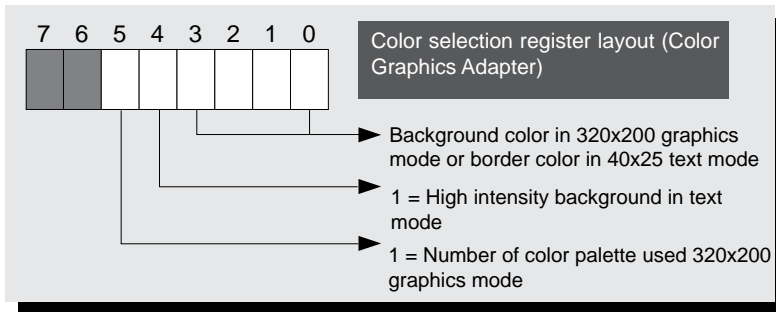 7 6 5 4 3 2 1 0
Color selection register layout (Color
Graphics Adapter)
Background color in 320x200 graphics
mode or border color in 40x25 text mode
1 = High intensity background in text
mode
1 = Number of color palette used 320x200
graphics mode